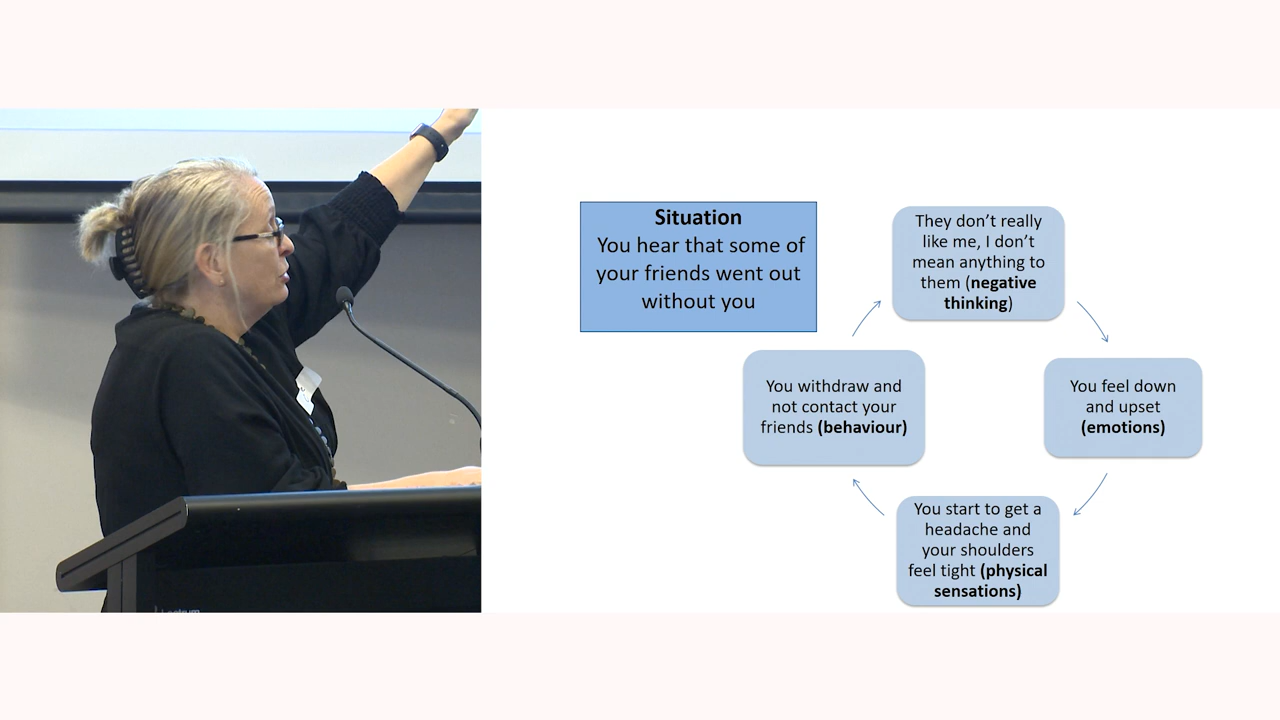 Situation
You hear that some of
your friends went out
without you
They don’t really
like me, I don’t
mean anything to
them (negative
thinking)
You feel down
and upset
(emotions)
You start to get a
headache and
your shoulders
feel tight (physical
sensations)
You withdraw and
not contact your
friends (behaviour)